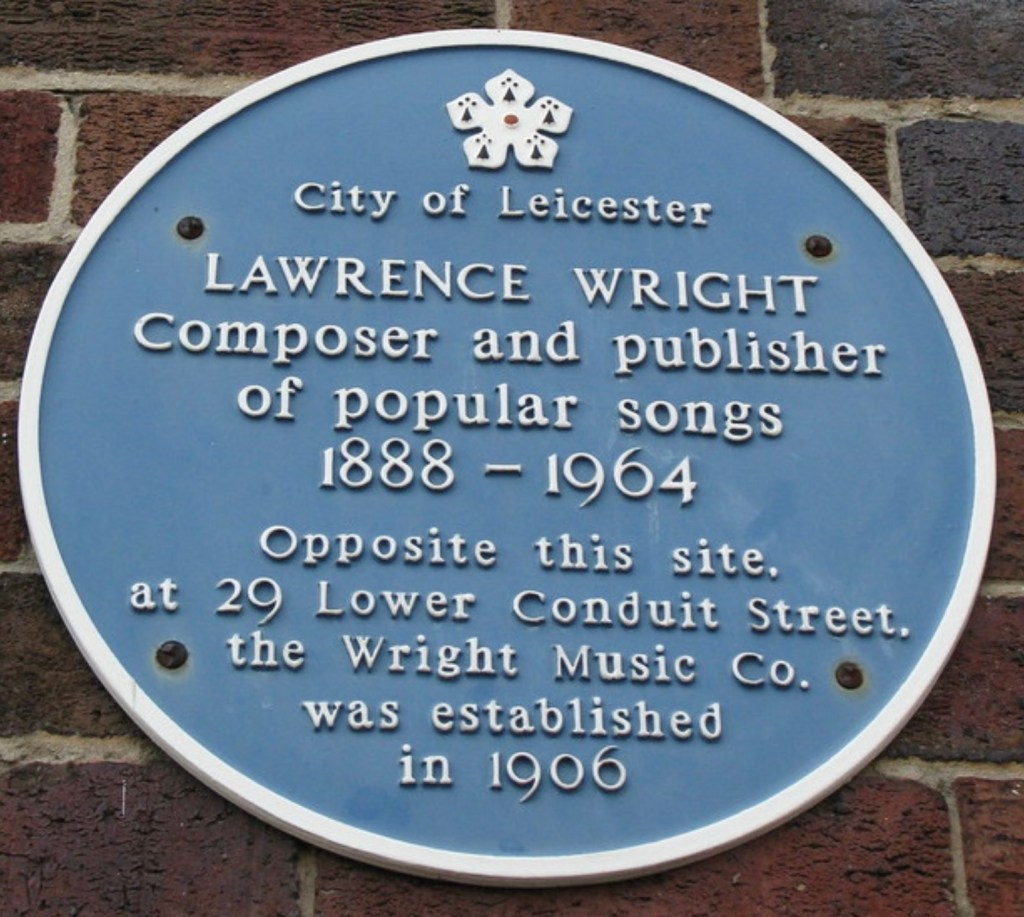 City of Leicester
LAWRENCE WRIGHT
Composer and publisher
of popular songs
1888 - 1964
Opposite this site,
at 29 Lower Conduit Street,
the Wright Music Co.
was established
in 1906